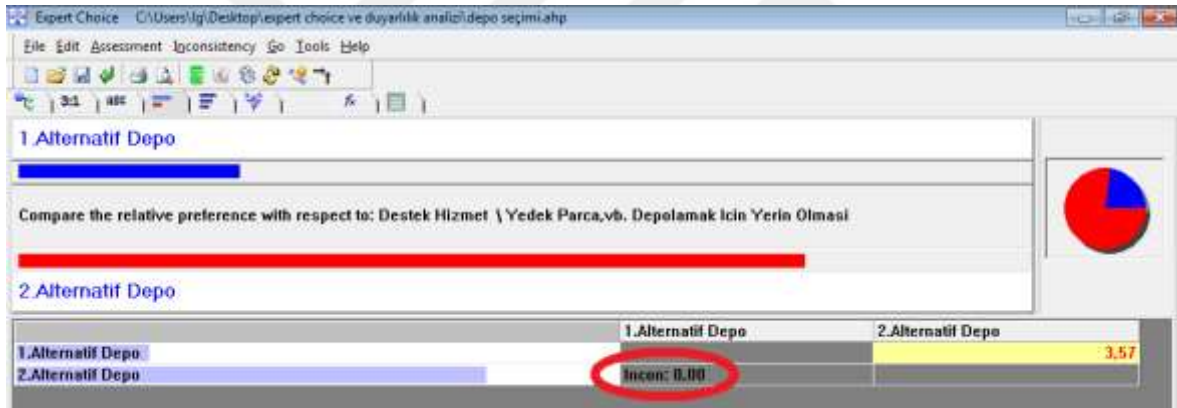 Expert Choice C:\Users\lg\Desktop\expert choice ve duyarlılık analizi\depo seçimi.ahp
File Edit Assessment Inconsistency Go Tools Help
3:1 ABC fx
1.Alternatif Depo
Compare the relative preference with respect to: Destek Hizmet \ Yedek Parca,vb. Depolamak Icin Yerin Olmasi
2.Alternatif Depo
1.Alternatif Depo 2.Alternatif Depo
1.Alternatif Depo 3,57
2.Alternatif Depo Incon: 0,00